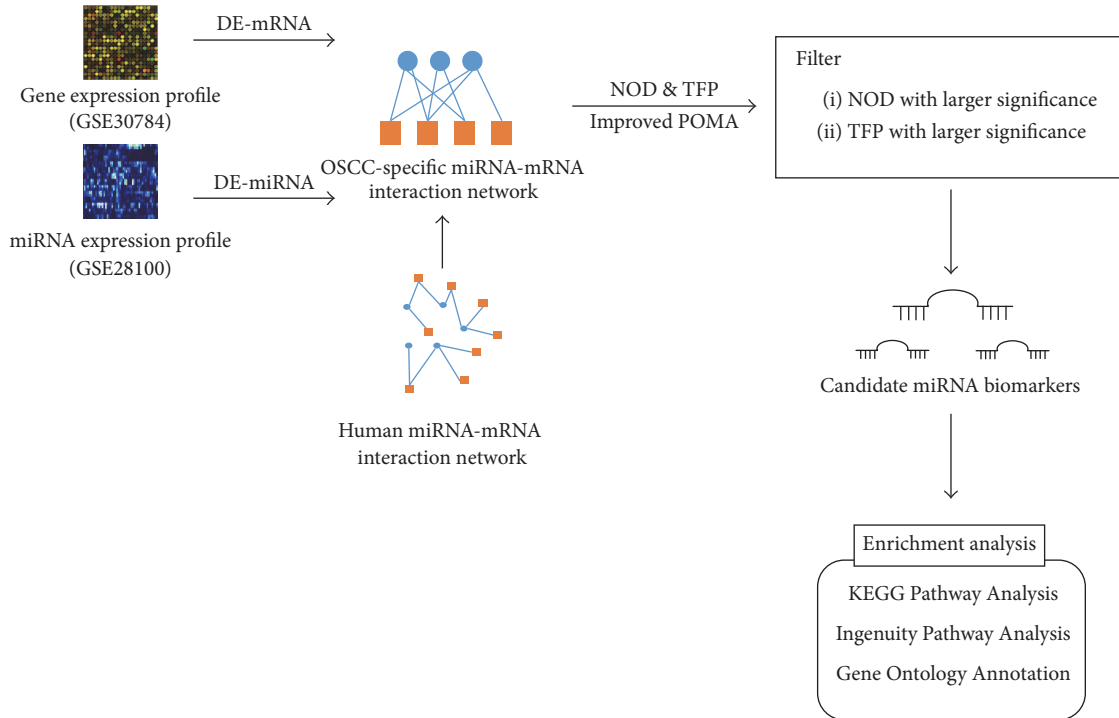 DE-mRNA
Gene expression profile
(GSE30784)
DE-miRNA
miRNA expression profile
(GSE28100)
OSCC-specific miRNA-mRNA
interaction network
Human miRNA-mRNA
interaction network
NOD & TFP
Improved POMA
Filter
(i) NOD with larger significance
(ii) TFP with larger significance
Candidate miRNA biomarkers
Enrichment analysis
KEGG Pathway Analysis
Ingenuity Pathway Analysis
Gene Ontology Annotation